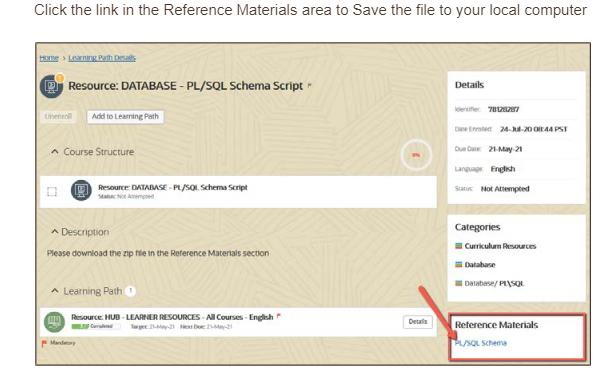 Click the link in the Reference Materials area to Save the file to your local computer
Home > Learning Path Details
Resource: DATABASE - PL/SQL Schema Script
Unenroll
Add to Learning Path
Course Structure
0%
Resource: DATABASE - PL/SQL Schema Script
Status: Not Attempted
Description
Please download the zip file in the Reference Materials section
Learning Path 1
Resource: HUB - LEARNER RESOURCES - All Courses - English
Completed Target: 21-May-21 Next Due: 21-May-21
Details
Mandatory
Details
Identifier: 78128287
Date Enrolled: 24-Jul-20 08:44 PST
Due Date: 21-May-21
Language: English
Status: Not Attempted
Categories
Curriculum Resources
Database
Database/ PL\SQL
Reference Materials
PL/SQL Schema